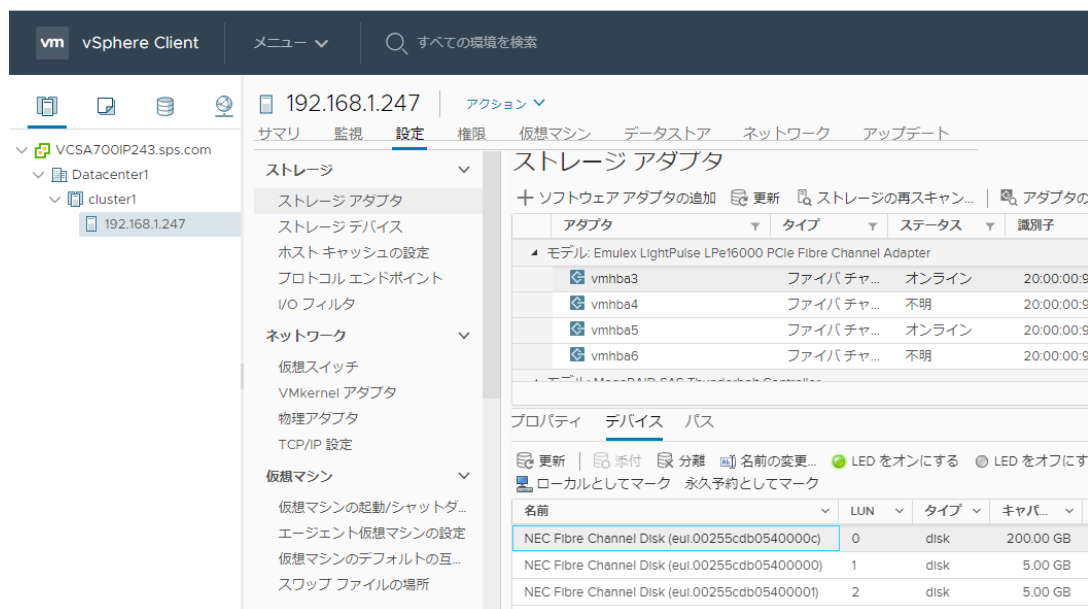 vm vSphere Client メニュー すべての環境を検索
VCSA700IP243.sps.com
Datacenter1
cluster1
192.168.1.247
192.168.1.247 アクション
サマリ 監視 設定 権限 仮想マシン データストア ネットワーク アップデート
ストレージ
ストレージ アダプタ
ストレージ デバイス
ホスト キャッシュの設定
プロトコル エンドポイント
I/O フィルタ
ネットワーク
仮想スイッチ
VMkernel アダプタ
物理アダプタ
TCP/IP 設定
仮想マシン
仮想マシンの起動/シャットダ...
エージェント仮想マシンの設定
仮想マシンのデフォルトの互...
スワップ ファイルの場所
ストレージ アダプタ
ソフトウェア アダプタの追加 更新 ストレージの再スキャン... アダプタの
アダプタ タイプ ステータス 識別子
モデル: Emulex LightPulse LPe16000 PCIe Fibre Channel Adapter
vmhba3 ファイバ チャ... オンライン 20:00:00:9
vmhba4 ファイバ チャ... 不明 20:00:00:9
vmhba5 ファイバ チャ... オンライン 20:00:00:9
vmhba6 ファイバ チャ... 不明 20:00:00:9
モデル: MegaRAID SAS Thunderbolt Controller
プロパティ デバイス パス
更新 添付 分離 名前の変更... LED をオンにする LED をオフにす
ローカルとしてマーク 永久予約としてマーク
名前 LUN タイプ キャパ...
NEC Fibre Channel Disk (eui.00255cdb0540000c) 0 disk 200.00 GB
NEC Fibre Channel Disk (eui.00255cdb05400000) 1 disk 5.00 GB
NEC Fibre Channel Disk (eui.00255cdb05400001) 2 disk 5.00 GB